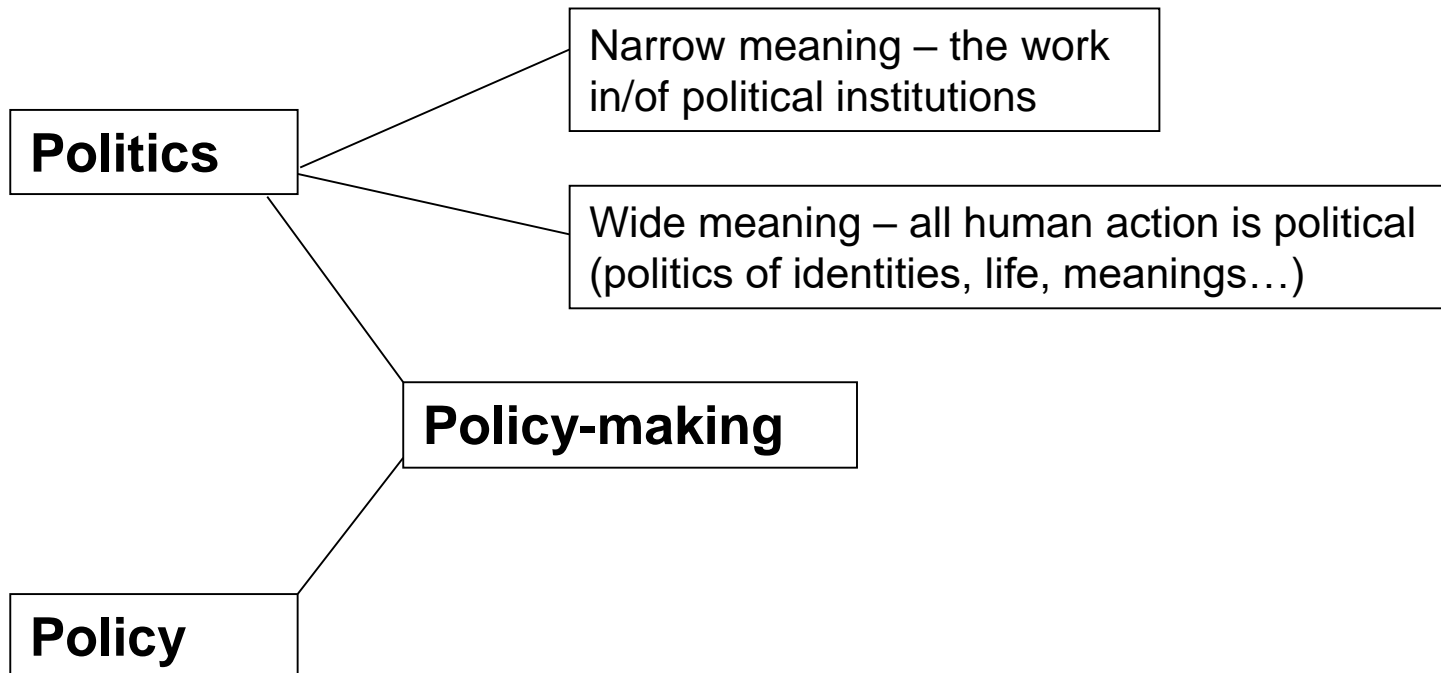 Narrow meaning – the work
in/of political institutions
Politics
Wide meaning – all human action is political
(politics of identities, life, meanings…)
Policy-making
Policy